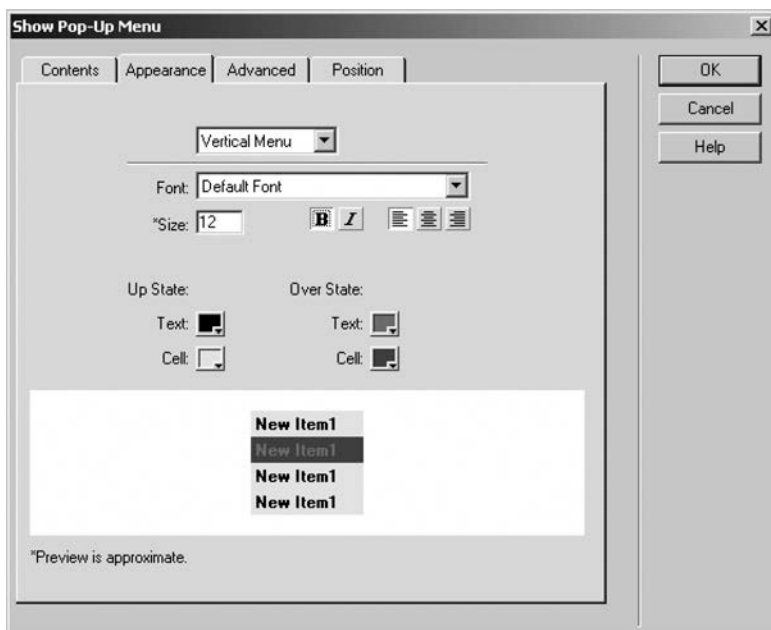 Show Pop-Up Menu
Contents Appearance Advanced Position
OK
Cancel
Help
Vertical Menu
Font: Default Font
*Size: 12 B I
Up State: Over State:
Text: Text:
Cell: Cell:
New Item1
New Item1
New Item1
New Item1
*Preview is approximate.